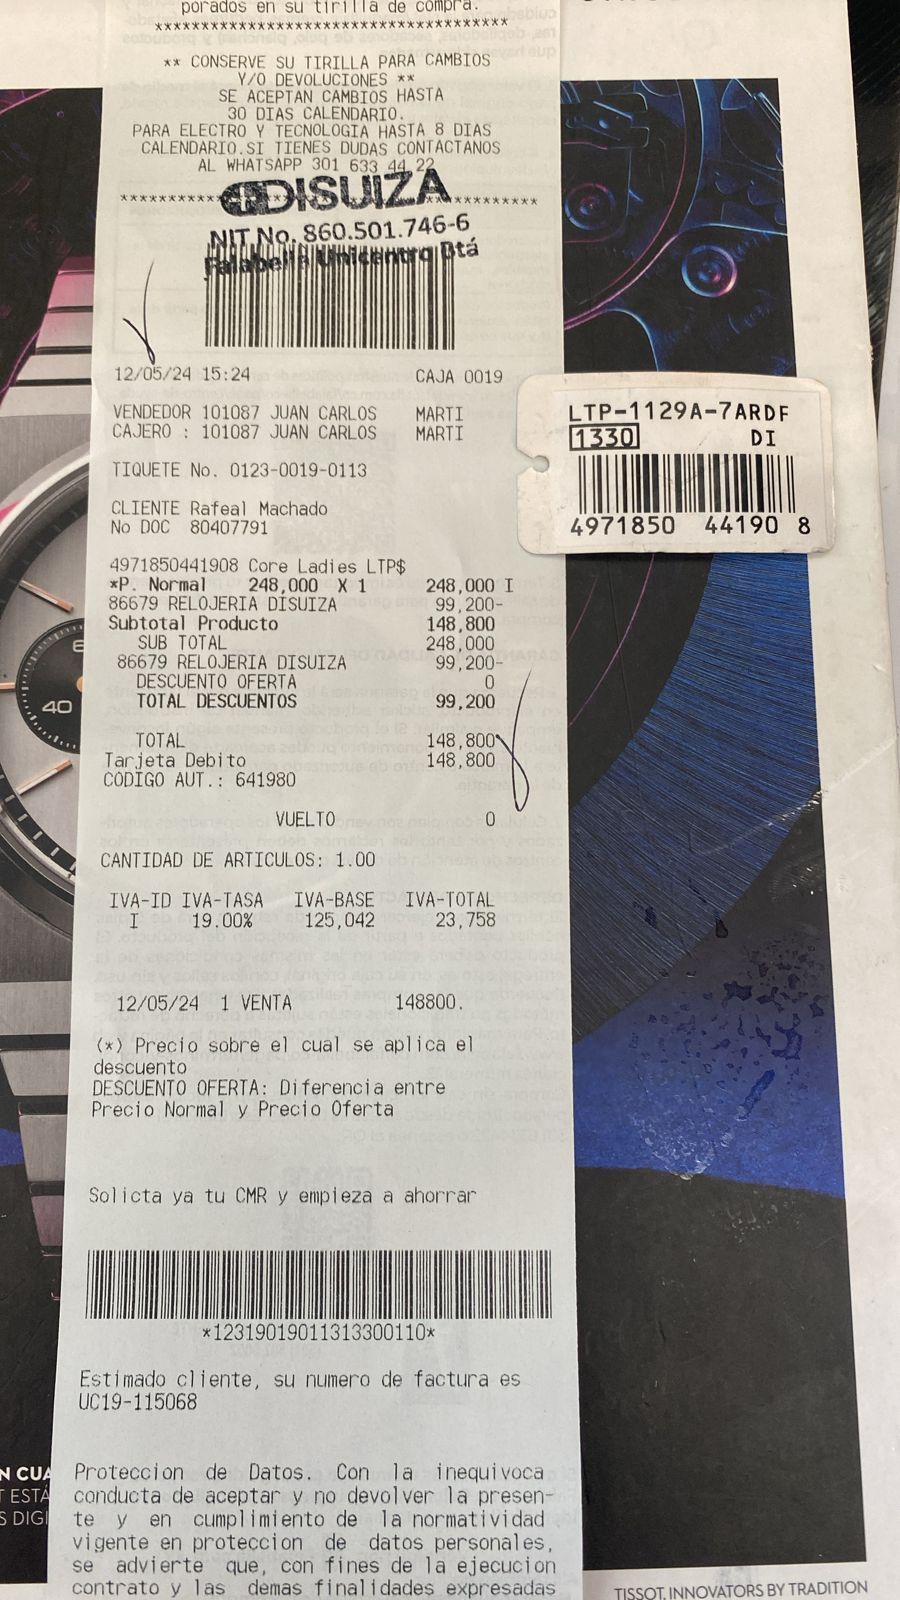 porados en su tirilla de compra.
****************************************
** CONSERVE SU TIRILLA PARA CAMBIOS
Y/O DEVOLUCIONES **
SE ACEPTAN CAMBIOS HASTA
30 DIAS CALENDARIO.
PARA ELECTRO Y TECNOLOGIA HASTA 8 DIAS
CALENDARIO.SI TIENES DUDAS CONTACTANOS
AL WHATSAPP 301 633 44 22
DISUIZA
NIT No. 860.501.746-6
Falabella Unicentro Btá
12/05/24 15:24 CAJA 0019
VENDEDOR 101087 JUAN CARLOS MARTI
CAJERO : 101087 JUAN CARLOS MARTI
TIQUETE No. 0123-0019-0113
CLIENTE Rafeal Machado
No DOC 80407791
4971850441908 Core Ladies LTP$
*P. Normal 248,000 X 1 248,000 I
86679 RELOJERIA DISUIZA 99,200-
Subtotal Producto 148,800
SUB TOTAL 248,000
86679 RELOJERIA DISUIZA 99,200-
DESCUENTO OFERTA 0
TOTAL DESCUENTOS 99,200
TOTAL 148,800
Tarjeta Debito 148,800
CODIGO AUT.: 641980
VUELTO 0
CANTIDAD DE ARTICULOS: 1.00
IVA-ID IVA-TASA IVA-BASE IVA-TOTAL
I 19.00% 125,042 23,758
12/05/24 1 VENTA 148800.
(*) Precio sobre el cual se aplica el
descuento
DESCUENTO OFERTA: Diferencia entre
Precio Normal y Precio Oferta
Solicta ya tu CMR y empieza a ahorrar
*12319019011313300110*
Estimado cliente, su numero de factura es
UC19-115068
Proteccion de Datos. Con la inequivoca
conducta de aceptar y no devolver la presen-
te y en cumplimiento de la normatividad
vigente en proteccion de datos personales,
se advierte que, con fines de la ejecucion
contrato y las demas finalidades expresadas
LTP-1129A-7ARDF
1330 DI
4971850 44190 8
40
N CUA
T ESTÁ
S DIGI
TISSOT, INNOVATORS BY TRADITION